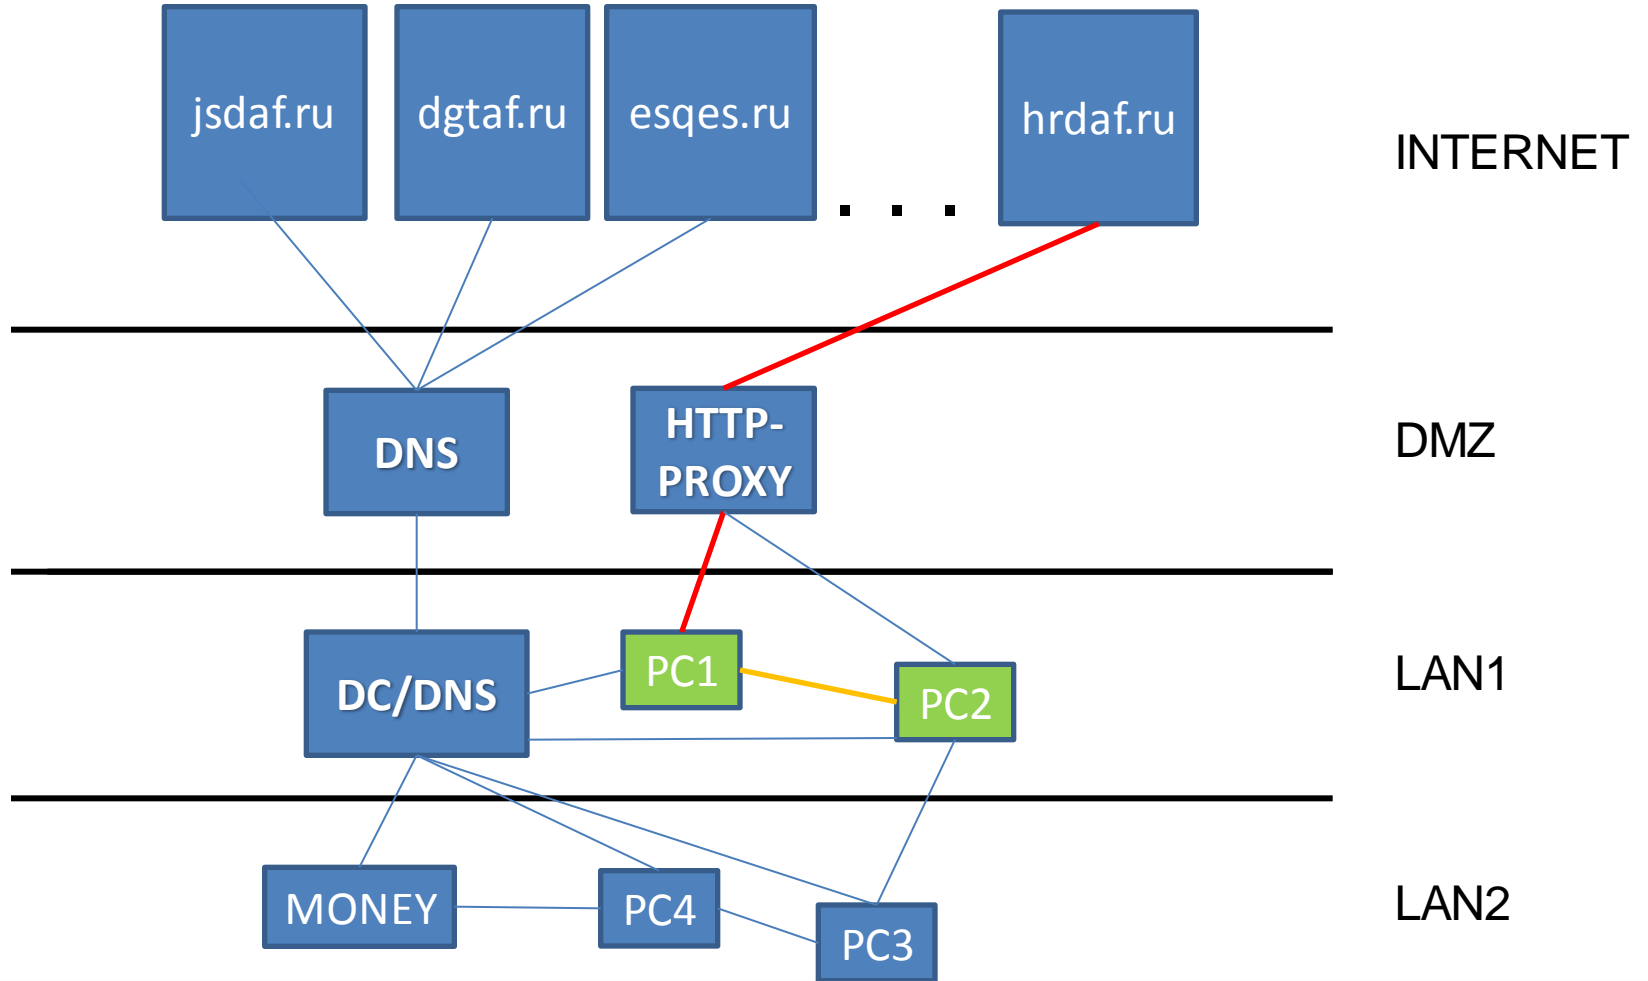 jsdaf.ru
dgtaf.ru
esqes.ru
. . .
hrdaf.ru
INTERNET
DNS
HTTP-
PROXY
DMZ
DC/DNS
PC1
PC2
LAN1
MONEY
PC4
PC3
LAN2